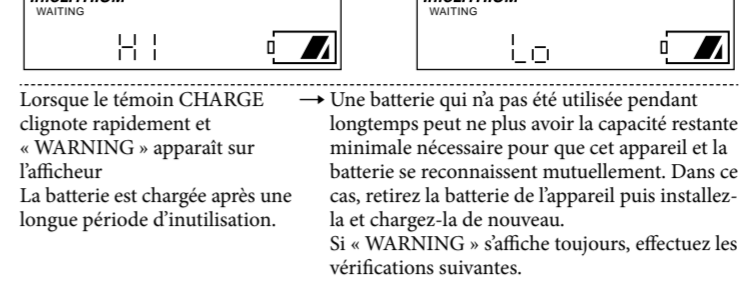 WAITING
WAITING
HI
Lo
Lorsque le témoin CHARGE
clignote rapidement et
« WARNING » apparaît sur
l’afficheur
La batterie est chargée après une
longue période d’inutilisation.
→ Une batterie qui n’a pas été utilisée pendant
longtemps peut ne plus avoir la capacité restante
minimale nécessaire pour que cet appareil et la
batterie se reconnaissent mutuellement. Dans ce
cas, retirez la batterie de l’appareil puis installez-
la et chargez-la de nouveau.
Si « WARNING » s’affiche toujours, effectuez les
vérifications suivantes.